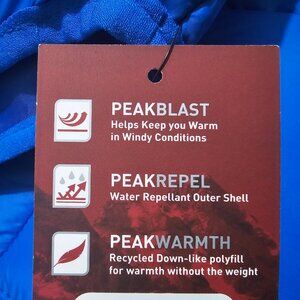 PEAKBLAST
Helps Keep you Warm
in Windy Conditions
PEAKREPEL
Water Repellant Outer Shell
PEAKWARMTH
Recycled Down-like polyfill
for warmth without the weight